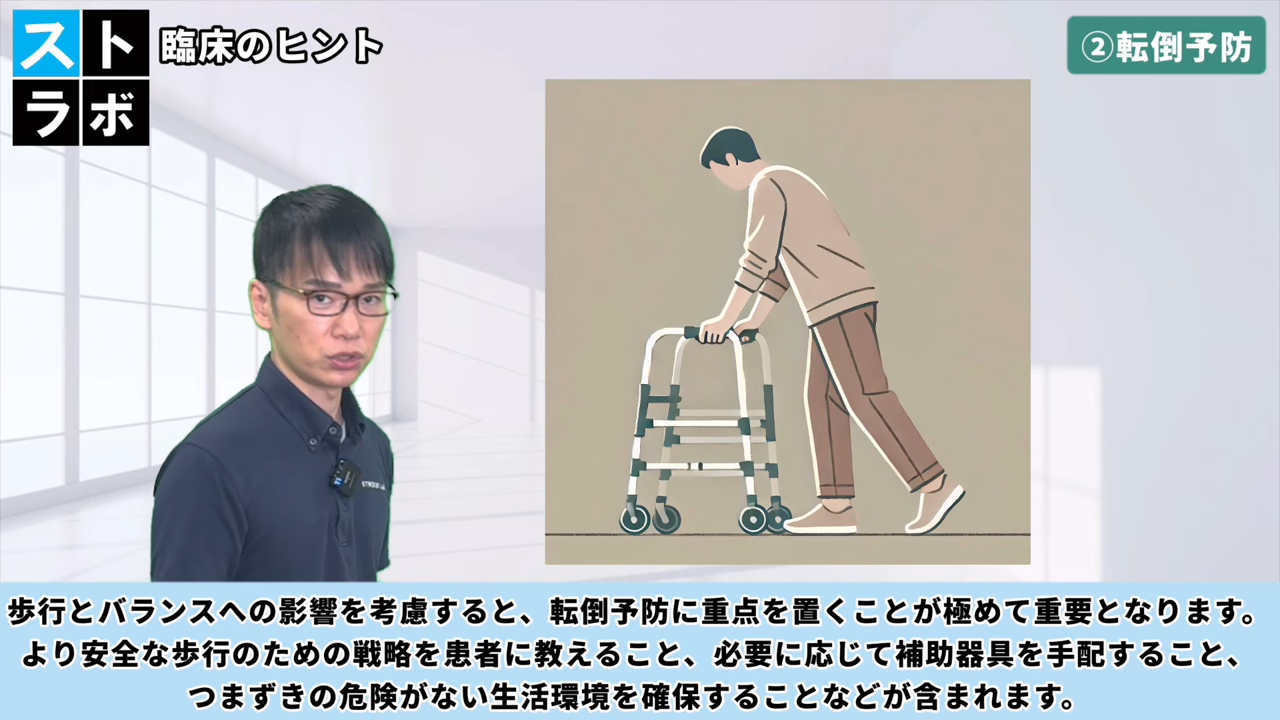 スト
ラボ
臨床のヒント
②転倒予防
歩行とバランスへの影響を考慮すると、転倒予防に重点を置くことが極めて重要となります。
より安全な歩行のための戦略を患者に教えること、必要に応じて補助器具を手配すること、
つまずきの危険がない生活環境を確保することなどが含まれます。